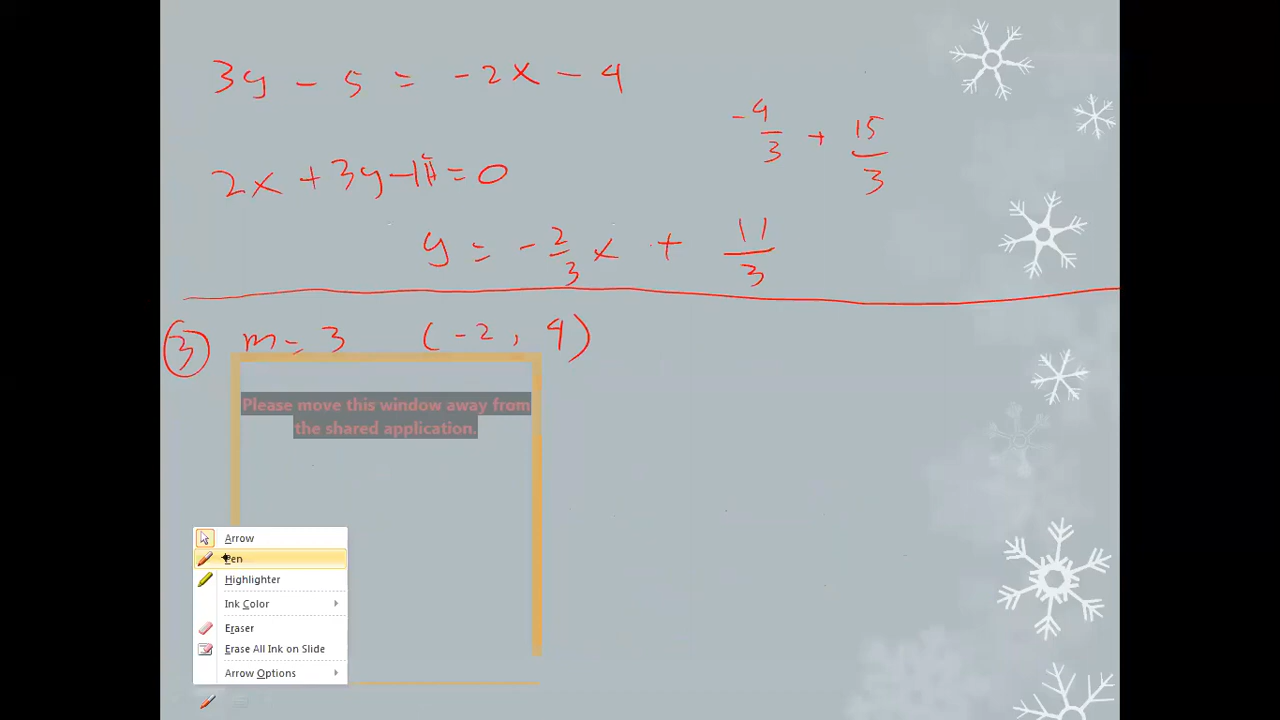 3y - 5 = -2x - 4
-4/3 + 15/3
2x + 3y - 11 = 0
y = -2/3 x + 11/3
③ m = 3 (-2, 4)
Please move this window away from
the shared application.
Arrow
Pen
Highlighter
Ink Color
Eraser
Erase All Ink on Slide
Arrow Options